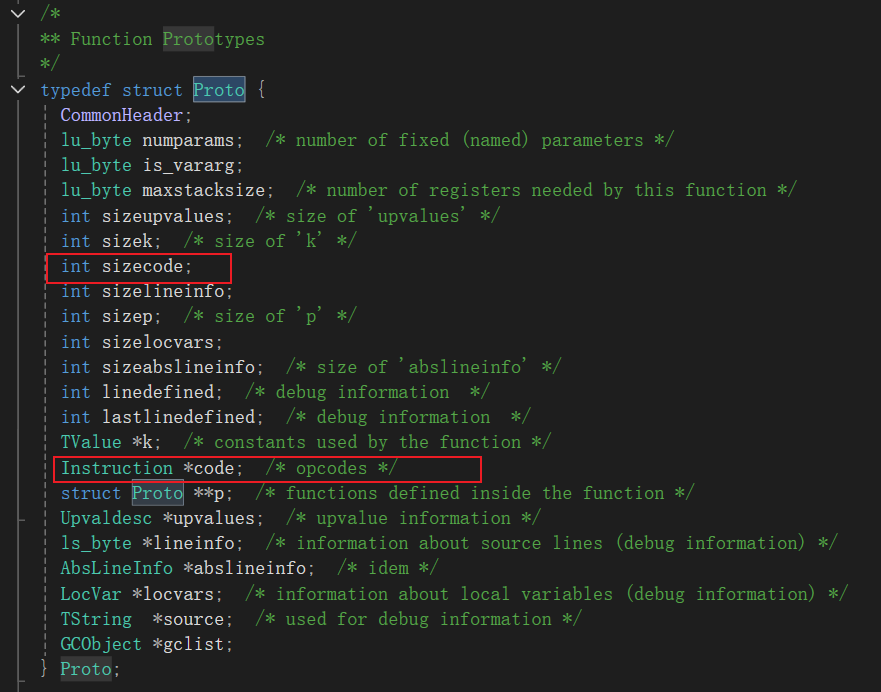 /*
** Function Prototypes
*/
typedef struct Proto {
CommonHeader;
lu_byte numparams;  /* number of fixed (named) parameters */
lu_byte is_vararg;
lu_byte maxstacksize;  /* number of registers needed by this function */
int sizeupvalues;  /* size of 'upvalues' */
int sizek;  /* size of 'k' */
int sizecode;
int sizelineinfo;
int sizep;  /* size of 'p' */
int sizelocvars;
int sizeabslineinfo;  /* size of 'abslineinfo' */
int linedefined;  /* debug information  */
int lastlinedefined;  /* debug information  */
TValue *k;  /* constants used by the function */
Instruction *code;  /* opcodes */
struct Proto **p;  /* functions defined inside the function */
Upvaldesc *upvalues;  /* upvalue information */
ls_byte *lineinfo;  /* information about source lines (debug information) */
AbsLineInfo *abslineinfo;  /* idem */
LocVar *locvars;  /* information about local variables (debug information) */
TString  *source;  /* used for debug information */
GCObject *gclist;
} Proto;